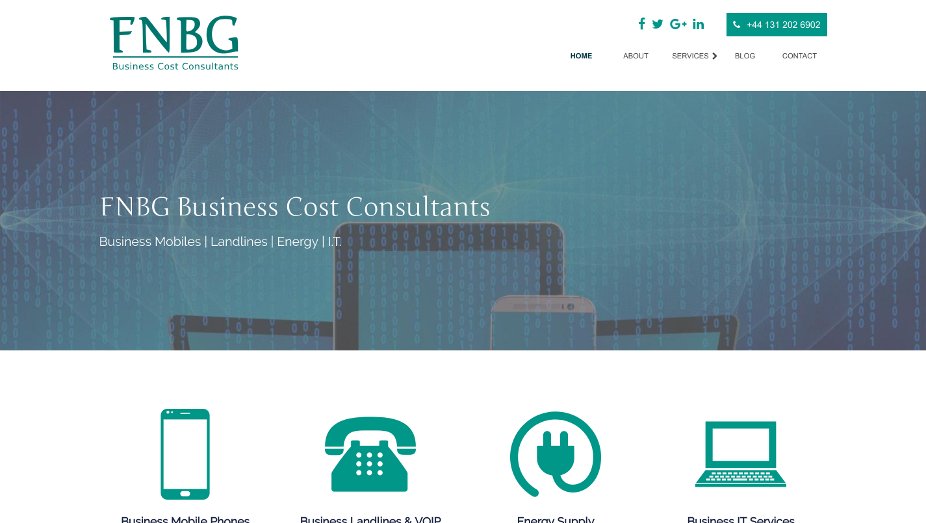 FNBG
Business Cost Consultants
+44 131 202 6902
HOME ABOUT SERVICES BLOG CONTACT
FNBG Business Cost Consultants
Business Mobiles | Landlines | Energy | I.T.
Business Mobile Phones Business Landlines & VOIP Energy Supply Business IT Services